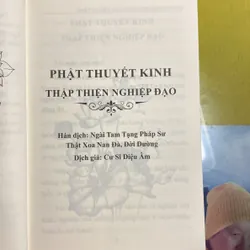 PHẬT THUYẾT KINH
THẬP THIỆN NGHIỆP ĐẠO
Hán dịch: Ngài Tam Tạng Pháp Sư
Thật Xoa Nan Đà, Đời Đường
Dịch giả: Cư Sĩ Diệu Âm